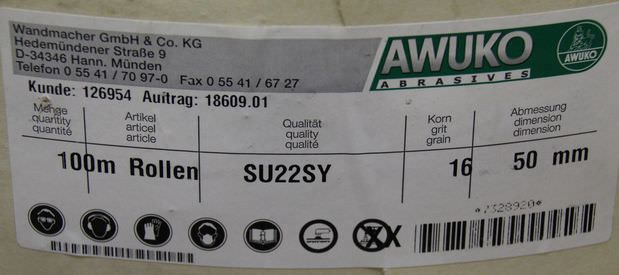 Wandmacher GmbH & Co. KG
Hedemündener Straße 9
D-34346 Hann. Münden
Telefon 0 55 41 / 70 97-0 Fax 0 55 41 / 67 27
AWUKO
ABRASIVES
AWUKO
Kunde: 126954 Auftrag: 18609.01
Menge Artikel Qualität Korn Abmessung
quantity articel quality grit dimension
quantité article qualité grain dimension
100m Rollen SU22SY 16 50 mm
*7328920*